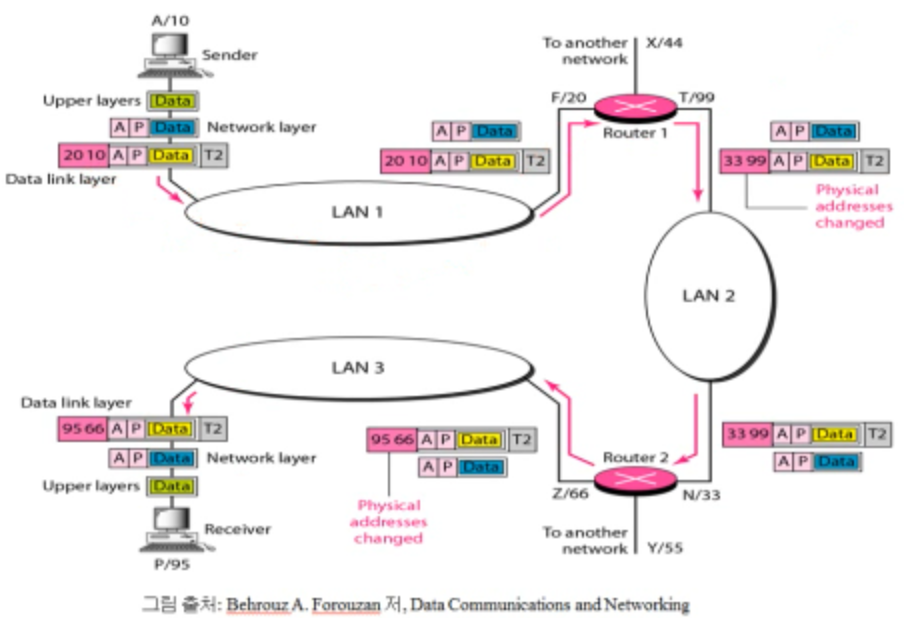 A/10
Sender
Upper layers Data
A P Data Network layer
20 10 A P Data T2
Data link layer
LAN 1
A P Data
20 10 A P Data T2
To another
network
X/44
F/20
T/99
Router 1
A P Data
33 99 A P Data T2
Physical
addresses
changed
LAN 2
33 99 A P Data T2
A P Data
Router 2
Z/66
N/33
To another
network
Y/55
LAN 3
95 66 A P Data T2
A P Data
Physical
addresses
changed
Data link layer
95 66 A P Data T2
A P Data Network layer
Upper layers Data
Receiver
P/95
그림 출처: Behrouz A. Forouzan 저, Data Communications and Networking